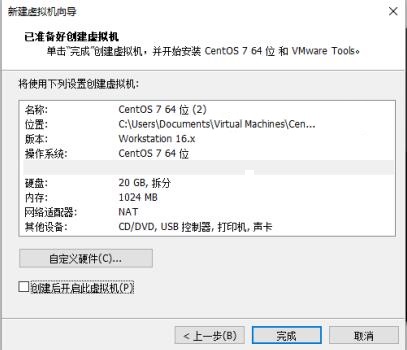 新建虚拟机向导
已准备好创建虚拟机
单击"完成"创建虚拟机，并开始安装 CentOS 7 64 位 和 VMware Tools。
将使用下列设置创建虚拟机:
名称: CentOS 7 64 位 (2)
位置: C:\Users\Documents\Virtual Machines\Cen...
版本: Workstation 16.x
操作系统: CentOS 7 64 位
硬盘: 20 GB, 拆分
内存: 1024 MB
网络适配器: NAT
其他设备: CD/DVD, USB 控制器, 打印机, 声卡
自定义硬件(C)...
创建后开启此虚拟机(P)
< 上一步(B) 完成 取消